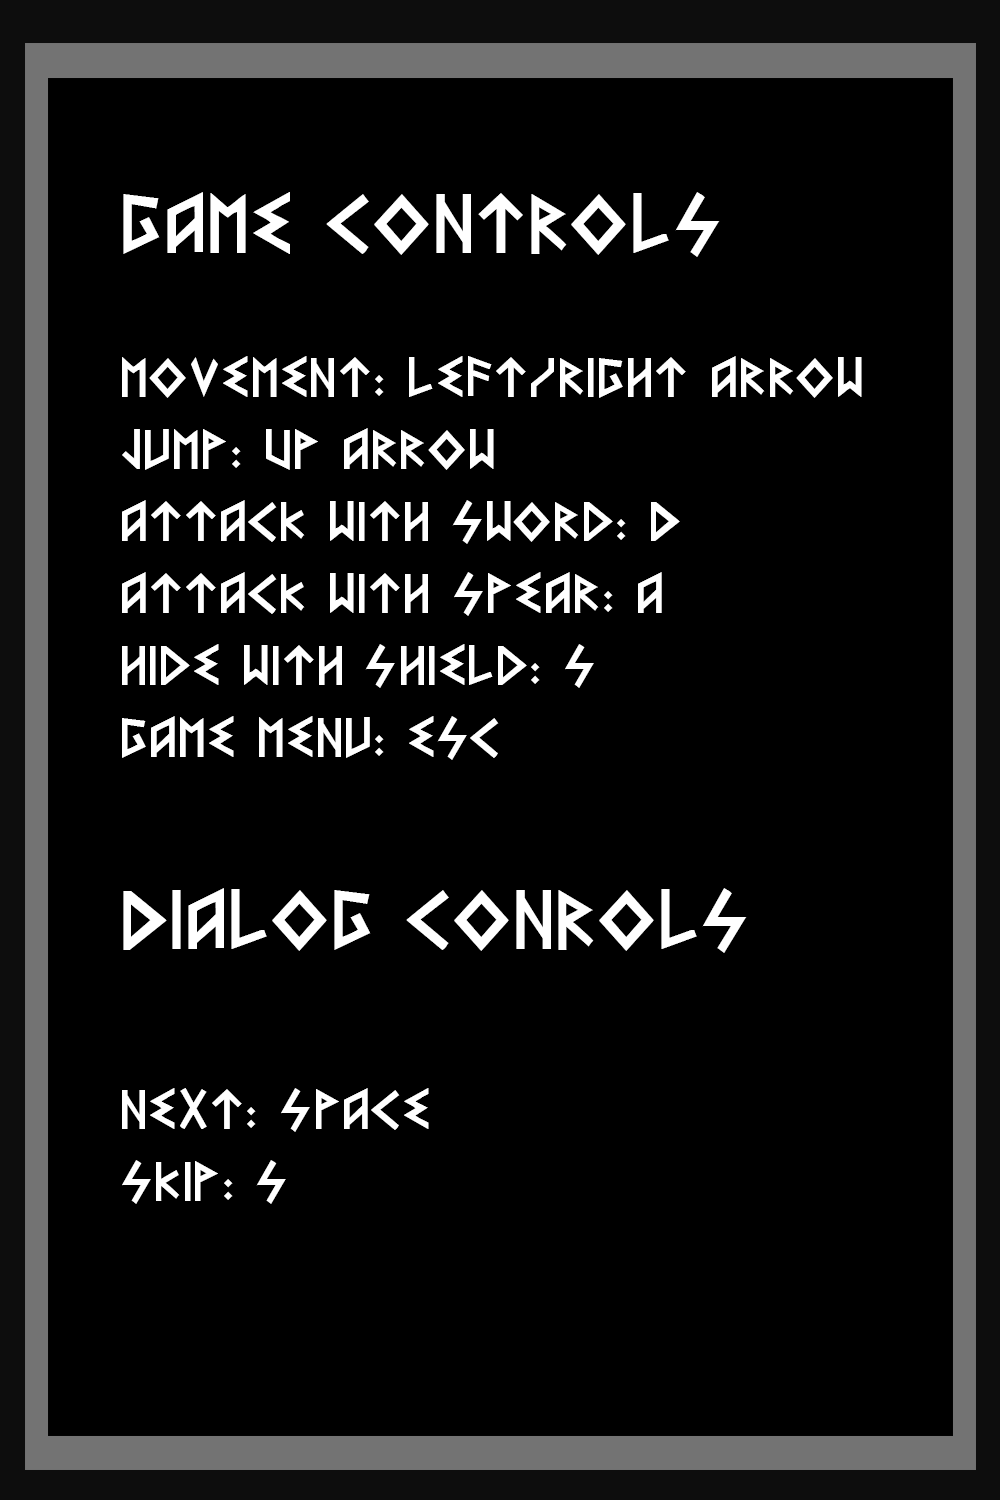 GAME CONTROLS
MOVEMENT: LEFT/RIGHT ARROW
JUMP: UP ARROW
ATTACK WITH SWORD: D
ATTACK WITH SPEAR: A
HIDE WITH SHIELD: S
GAME MENU: ESC
DIALOG CONROLS
NEXT: SPACE
SKIP: S